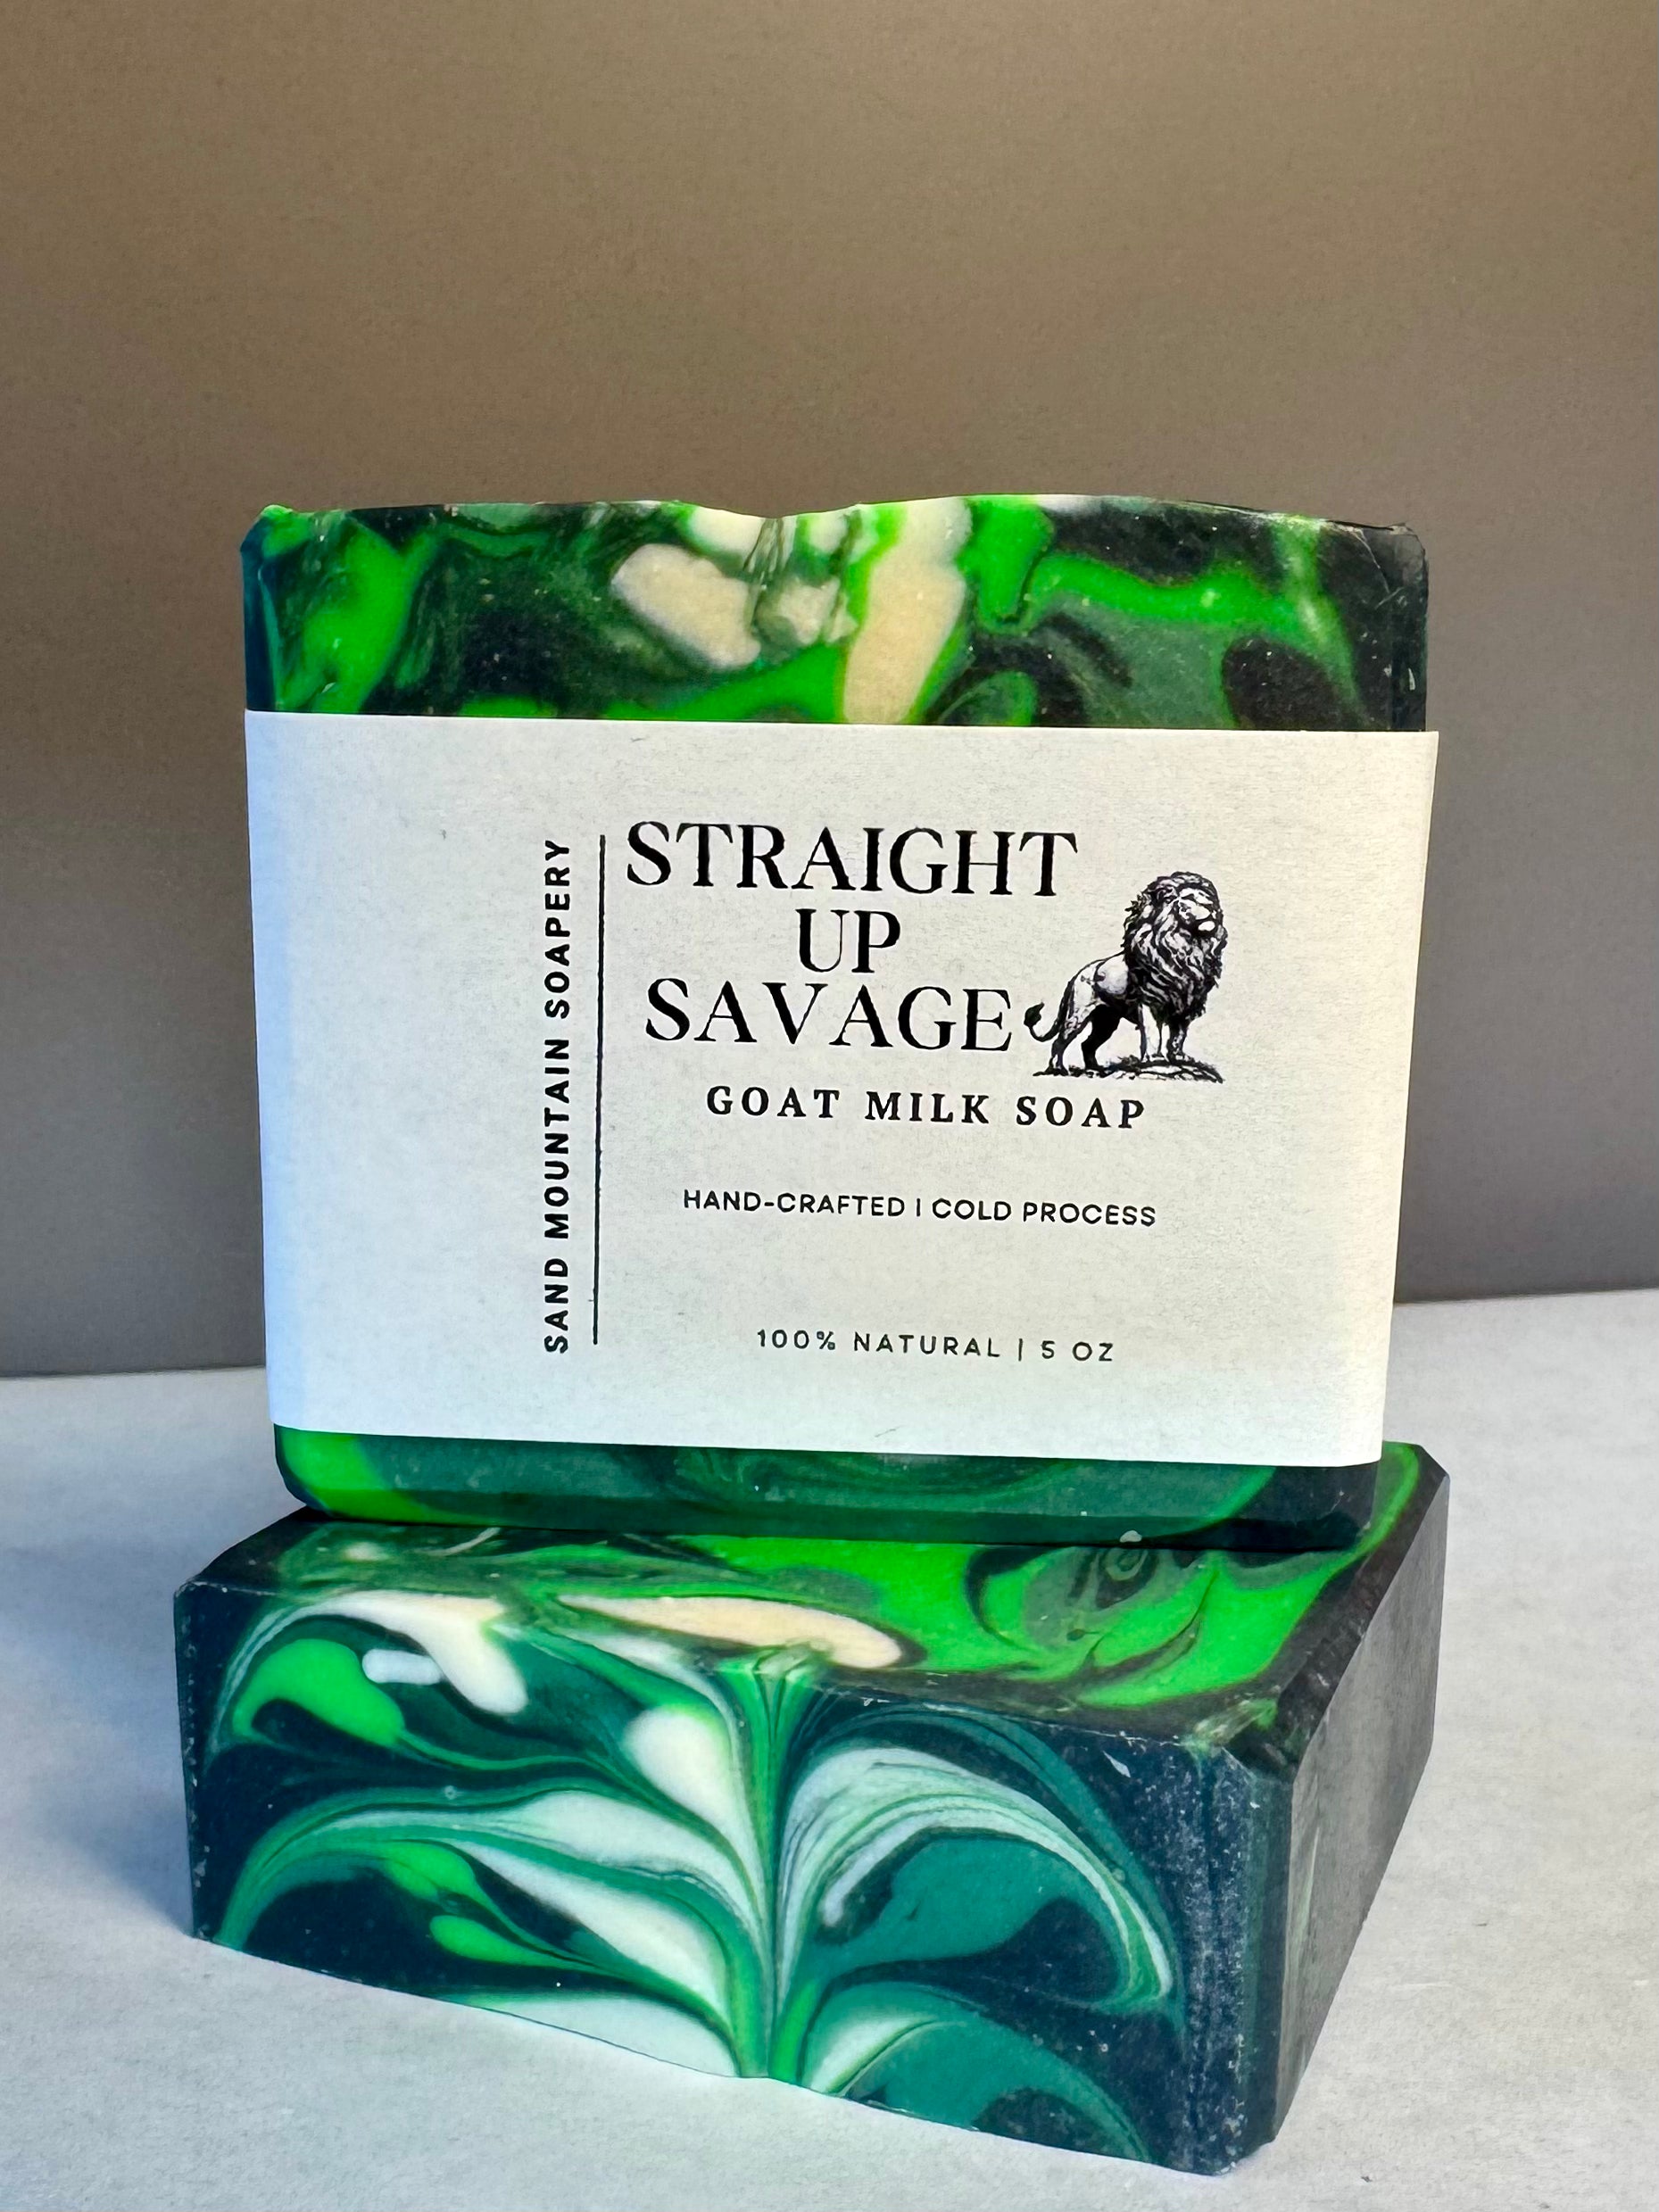 SAND MOUNTAIN SOAPERY
STRAIGHT
UP
SAVAGE
GOAT MILK SOAP
HAND-CRAFTED | COLD PROCESS
100% NATURAL | 5 OZ